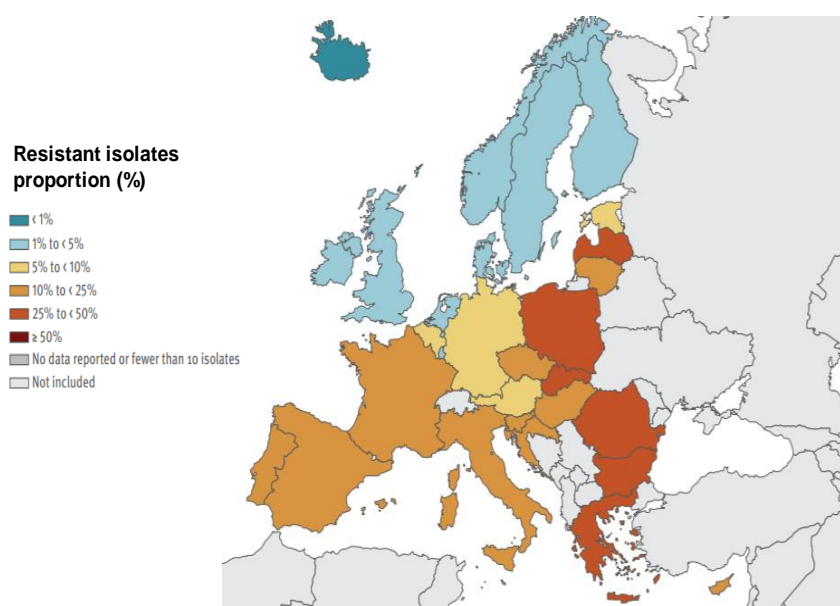 Resistant isolates
proportion (%)
< 1%
1% to < 5%
5% to < 10%
10% to < 25%
25% to < 50%
≥ 50%
No data reported or fewer than 10 isolates
Not included